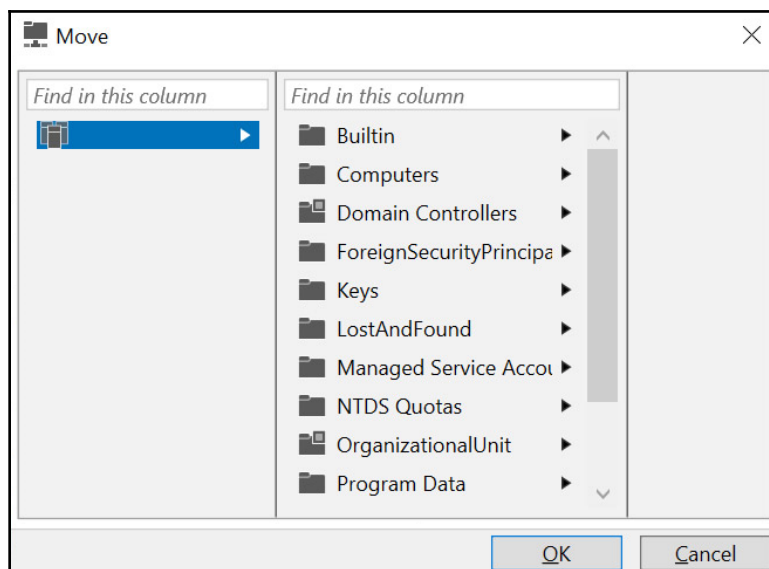 Move
Find in this column
Find in this column
Builtin
Computers
Domain Controllers
ForeignSecurityPrincipa
Keys
LostAndFound
Managed Service Accou
NTDS Quotas
OrganizationalUnit
Program Data
OK
Cancel